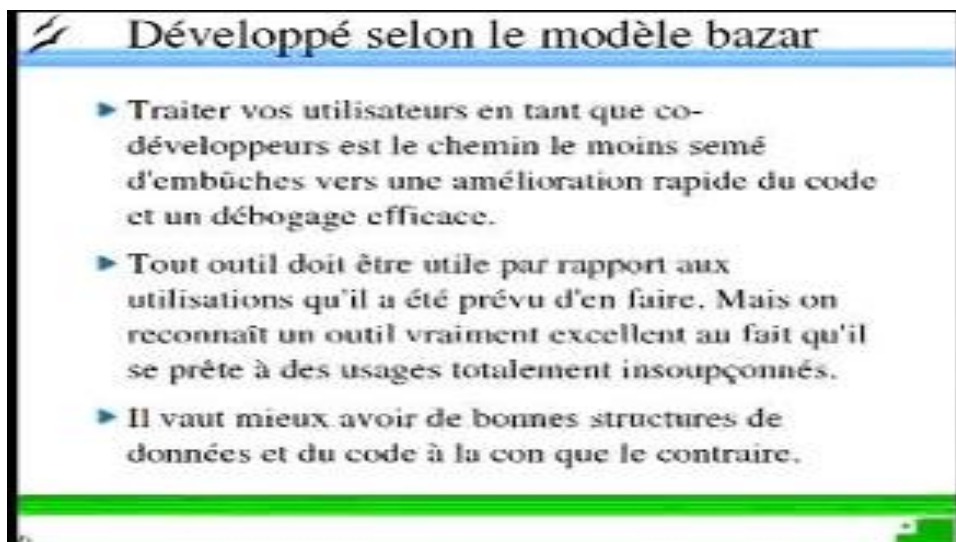 Développé selon le modèle bazar
Traiter vos utilisateurs en tant que co-
développeurs est le chemin le moins semé
d'embûches vers une amélioration rapide du code
et un débogage efficace.
Tout outil doit être utile par rapport aux
utilisations qu'il a été prévu d'en faire. Mais on
reconnaît un outil vraiment excellent au fait qu'il
se prête à des usages totalement insoupçonnés.
Il vaut mieux avoir de bonnes structures de
données et du code à la con que le contraire.